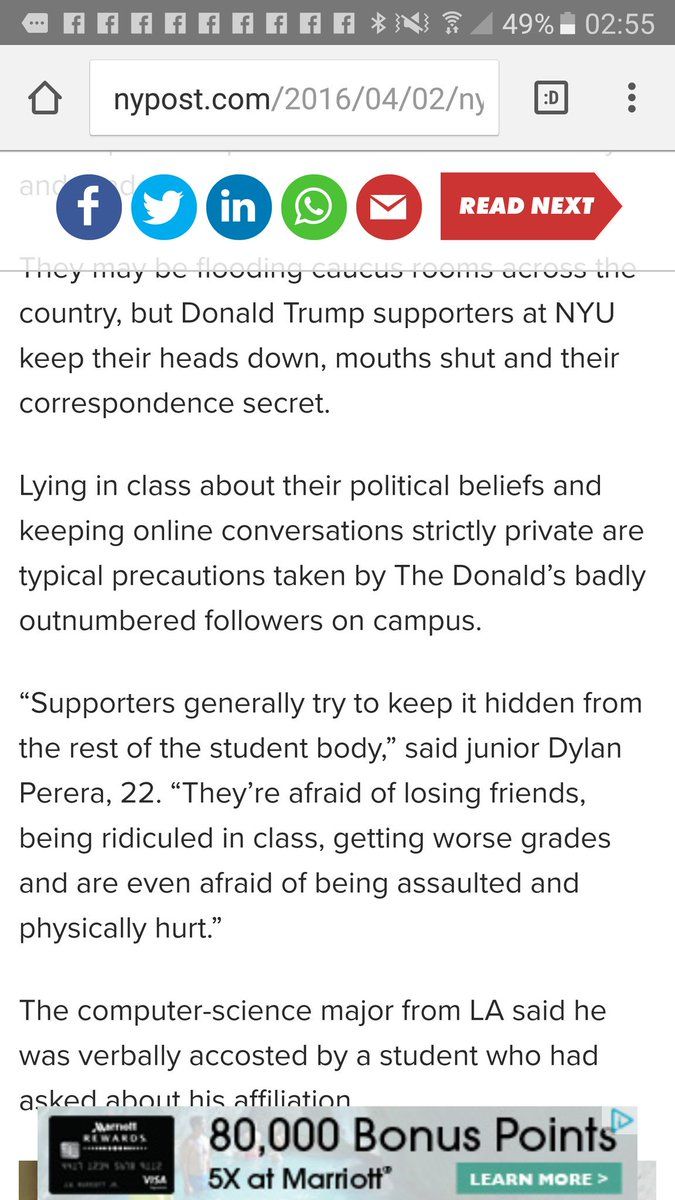 49% 02:55
nypost.com/2016/04/02/ny
:D
and
f
in
READ NEXT
They may be flooding caucus rooms across the
country, but Donald Trump supporters at NYU
keep their heads down, mouths shut and their
correspondence secret.
Lying in class about their political beliefs and
keeping online conversations strictly private are
typical precautions taken by The Donald’s badly
outnumbered followers on campus.
“Supporters generally try to keep it hidden from
the rest of the student body,” said junior Dylan
Perera, 22. “They’re afraid of losing friends,
being ridiculed in class, getting worse grades
and are even afraid of being assaulted and
physically hurt.”
The computer-science major from LA said he
was verbally accosted by a student who had
asked about his affiliation
Marriott
REWARDS
VISA
80,000 Bonus Points
5X at Marriott®
LEARN MORE >